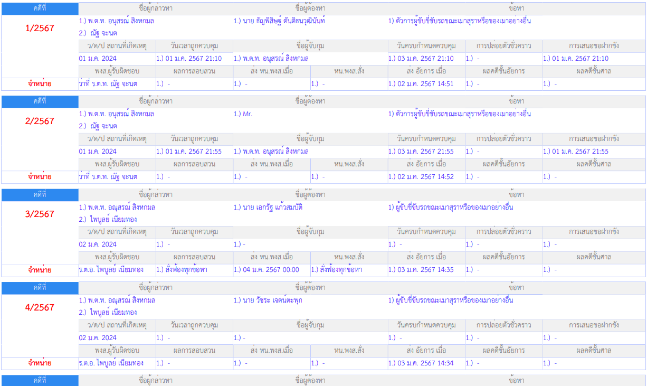 คดีที่ ชื่อผู้กล่าวหา ชื่อผู้ต้องหา ข้อหา
1/2567 1.) พ.ต.ท. อนุสรณ์ สิงหกมล 1.) นาย 1.) ตัวการผู้ขับขี่ขับรถขณะเมาสุราหรือของเมาอย่างอื่น
2.) ณัฐ จะนต
ว/ด/ป สถานที่เกิดเหตุ วันเวลาถูกควบคุม ชื่อผู้จับกุม วันครบกำหนดควบคุม การปล่อยตัวชั่วคราว การเสนอขอฝากขัง
01 ม.ค. 2024 1.) 01 ม.ค. 2567 21:10 1.) พ.ต.ท. อนุสรณ์ สิงหกมล 1.) 03 ม.ค. 2567 21:10 1.) - 1.) 01 ม.ค. 2567 21:10
พงส.ผู้รับผิดชอบ ผลการสอบสวน ลง หน.พงส.เมื่อ หน.พงส.สั่ง ส่ง อัยการ เมื่อ ผลคดีชั้นอัยการ ผลคดีชั้นศาล
จำหน่าย ว่าที่ ร.ต.ท. ณัฐ จะนต 1.) - 1.) - 1.) - 1.) 02 ม.ค. 2567 14:51 1.) - 1.) -
คดีที่ ชื่อผู้กล่าวหา ชื่อผู้ต้องหา ข้อหา
2/2567 1.) พ.ต.ท. อนุสรณ์ สิงหกมล 1.) Mr. 1.) ตัวการผู้ขับขี่ขับรถขณะเมาสุราหรือของเมาอย่างอื่น
2.) ณัฐ จะนต
ว/ด/ป สถานที่เกิดเหตุ วันเวลาถูกควบคุม ชื่อผู้จับกุม วันครบกำหนดควบคุม การปล่อยตัวชั่วคราว การเสนอขอฝากขัง
01 ม.ค. 2024 1.) 01 ม.ค. 2567 21:55 1.) พ.ต.ท. อนุสรณ์ สิงหกมล 1.) 03 ม.ค. 2567 21:55 1.) - 1.) 01 ม.ค. 2567 21:55
พงส.ผู้รับผิดชอบ ผลการสอบสวน ลง หน.พงส.เมื่อ หน.พงส.สั่ง ส่ง อัยการ เมื่อ ผลคดีชั้นอัยการ ผลคดีชั้นศาล
จำหน่าย ว่าที่ ร.ต.ท. ณัฐ จะนต 1.) - 1.) - 1.) - 1.) 02 ม.ค. 2567 14:52 1.) - 1.) -
คดีที่ ชื่อผู้กล่าวหา ชื่อผู้ต้องหา ข้อหา
3/2567 1.) พ.ต.ท. อนุสรณ์ สิงหกมล 1.) นาย เอกรัฐ แก้วสมบัติ 1.) ผู้ขับขี่ขับรถขณะเมาสุราหรือของเมาอย่างอื่น
2.) ไพบูลย์ เนียมทอง
ว/ด/ป สถานที่เกิดเหตุ วันเวลาถูกควบคุม ชื่อผู้จับกุม วันครบกำหนดควบคุม การปล่อยตัวชั่วคราว การเสนอขอฝากขัง
02 ม.ค. 2024 1.) - 1.) - 1.) - 1.) - 1.) -
พงส.ผู้รับผิดชอบ ผลการสอบสวน ลง หน.พงส.เมื่อ หน.พงส.สั่ง ส่ง อัยการ เมื่อ ผลคดีชั้นอัยการ ผลคดีชั้นศาล
จำหน่าย ร.ต.อ. ไพบูลย์ เนียมทอง 1.) สั่งฟ้องทุกข้อหา 1.) 04 ม.ค. 2567 00.00 1.) สั่งฟ้องทุกข้อหา 1.) 03 ม.ค. 2567 14:35 1.) - 1.) -
คดีที่ ชื่อผู้กล่าวหา ชื่อผู้ต้องหา ข้อหา
4/2567 1.) พ.ต.ท. อนุสรณ์ สิงหกมล 1.) นาย วัชระ 1.) ผู้ขับขี่ขับรถขณะเมาสุราหรือของเมาอย่างอื่น
2.) ไพบูลย์ เนียมทอง
ว/ด/ป สถานที่เกิดเหตุ วันเวลาถูกควบคุม ชื่อผู้จับกุม วันครบกำหนดควบคุม การปล่อยตัวชั่วคราว การเสนอขอฝากขัง
02 ม.ค. 2024 1.) - 1.) - 1.) - 1.) - 1.) -
พงส.ผู้รับผิดชอบ ผลการสอบสวน ลง หน.พงส.เมื่อ หน.พงส.สั่ง ส่ง อัยการ เมื่อ ผลคดีชั้นอัยการ ผลคดีชั้นศาล
จำหน่าย ร.ต.อ. ไพบูลย์ เนียมทอง 1.) - 1.) - 1.) - 1.) 03 ม.ค. 2567 14:34 1.) - 1.) -
คดีที่ ชื่อผู้กล่าวหา ชื่อผู้ต้องหา ข้อหา